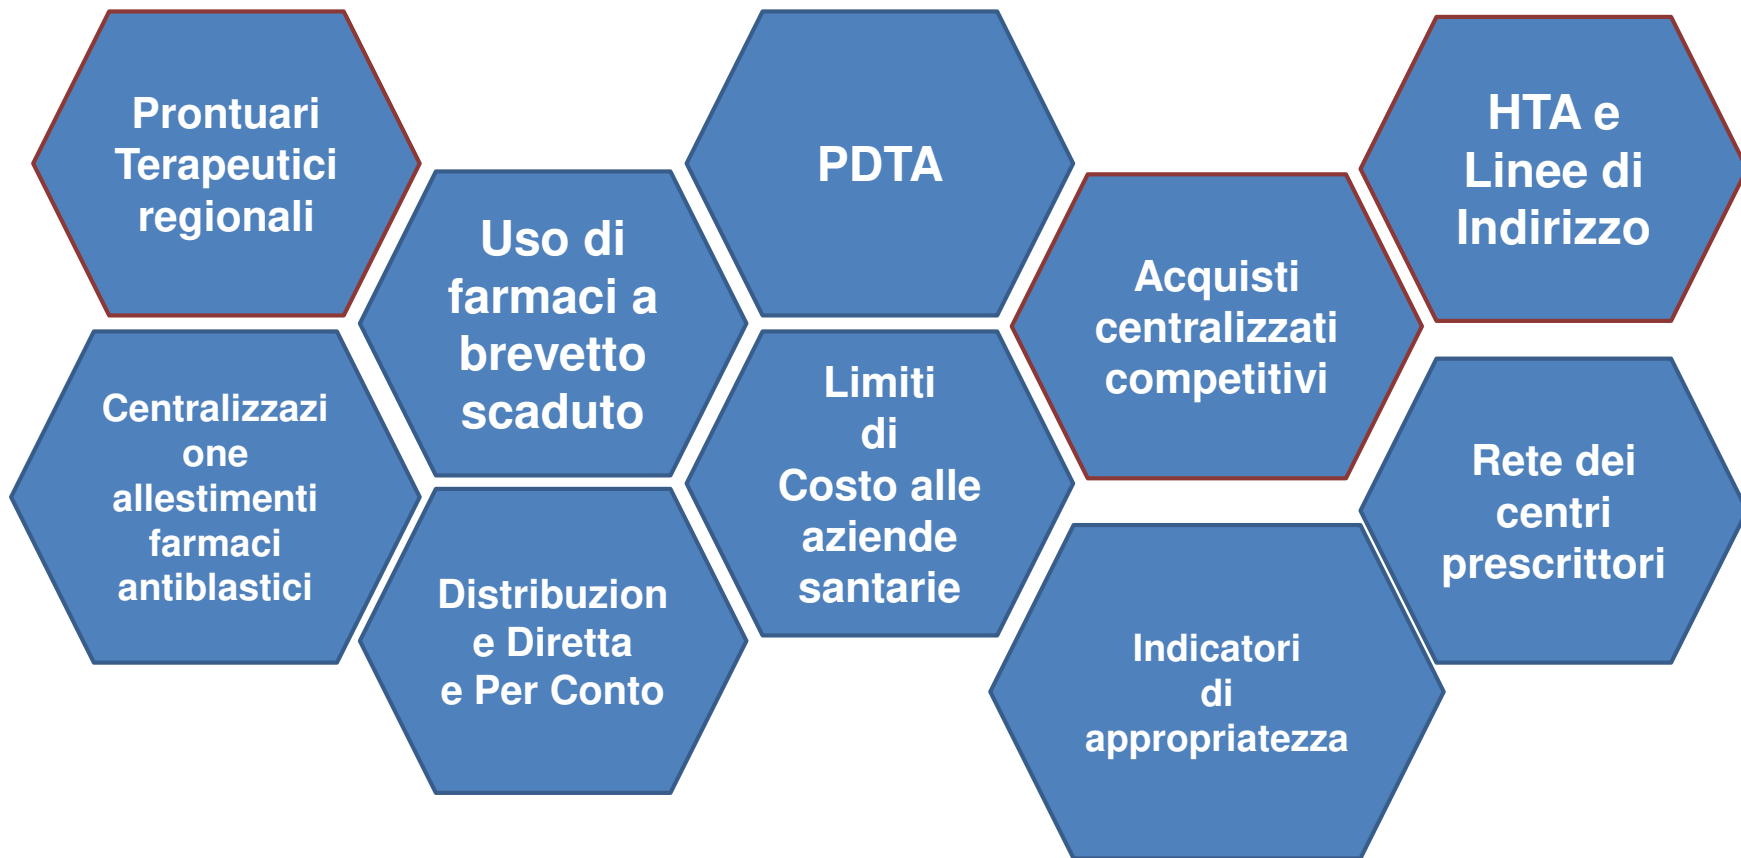 Prontuari
Terapeutici
regionali
Uso di
farmaci a
brevetto
scaduto
PDTA
Acquisti
centralizzati
competitivi
HTA e
Linee di
Indirizzo
Centralizzazi
one
allestimenti
farmaci
antiblastici
Distribuzion
e Diretta
e Per Conto
Limiti
di
Costo alle
aziende
santarie
Indicatori
di
appropriatezza
Rete dei
centri
prescrittori